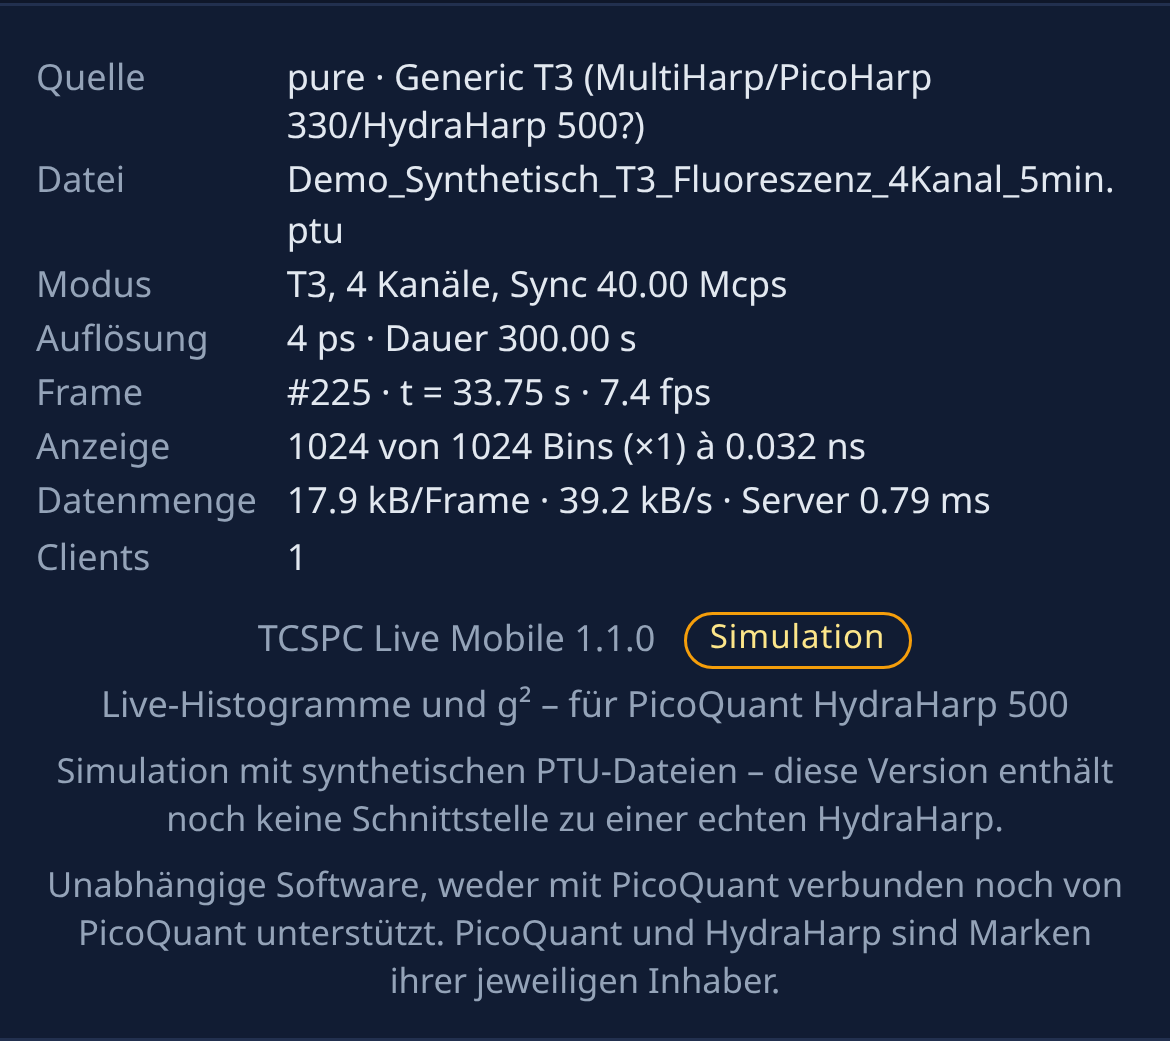 Quelle pure · Generic T3 (MultiHarp/PicoHarp
330/HydraHarp 500?)
Datei Demo_Synthetisch_T3_Fluoreszenz_4Kanal_5min.
ptu
Modus T3, 4 Kanäle, Sync 40.00 Mcps
Auflösung 4 ps · Dauer 300.00 s
Frame #225 · t = 33.75 s · 7.4 fps
Anzeige 1024 von 1024 Bins (×1) à 0.032 ns
Datenmenge 17.9 kB/Frame · 39.2 kB/s · Server 0.79 ms
Clients 1
TCSPC Live Mobile 1.1.0 Simulation
Live-Histogramme und g² – für PicoQuant HydraHarp 500
Simulation mit synthetischen PTU-Dateien – diese Version enthält
noch keine Schnittstelle zu einer echten HydraHarp.
Unabhängige Software, weder mit PicoQuant verbunden noch von
PicoQuant unterstützt. PicoQuant und HydraHarp sind Marken
ihrer jeweiligen Inhaber.